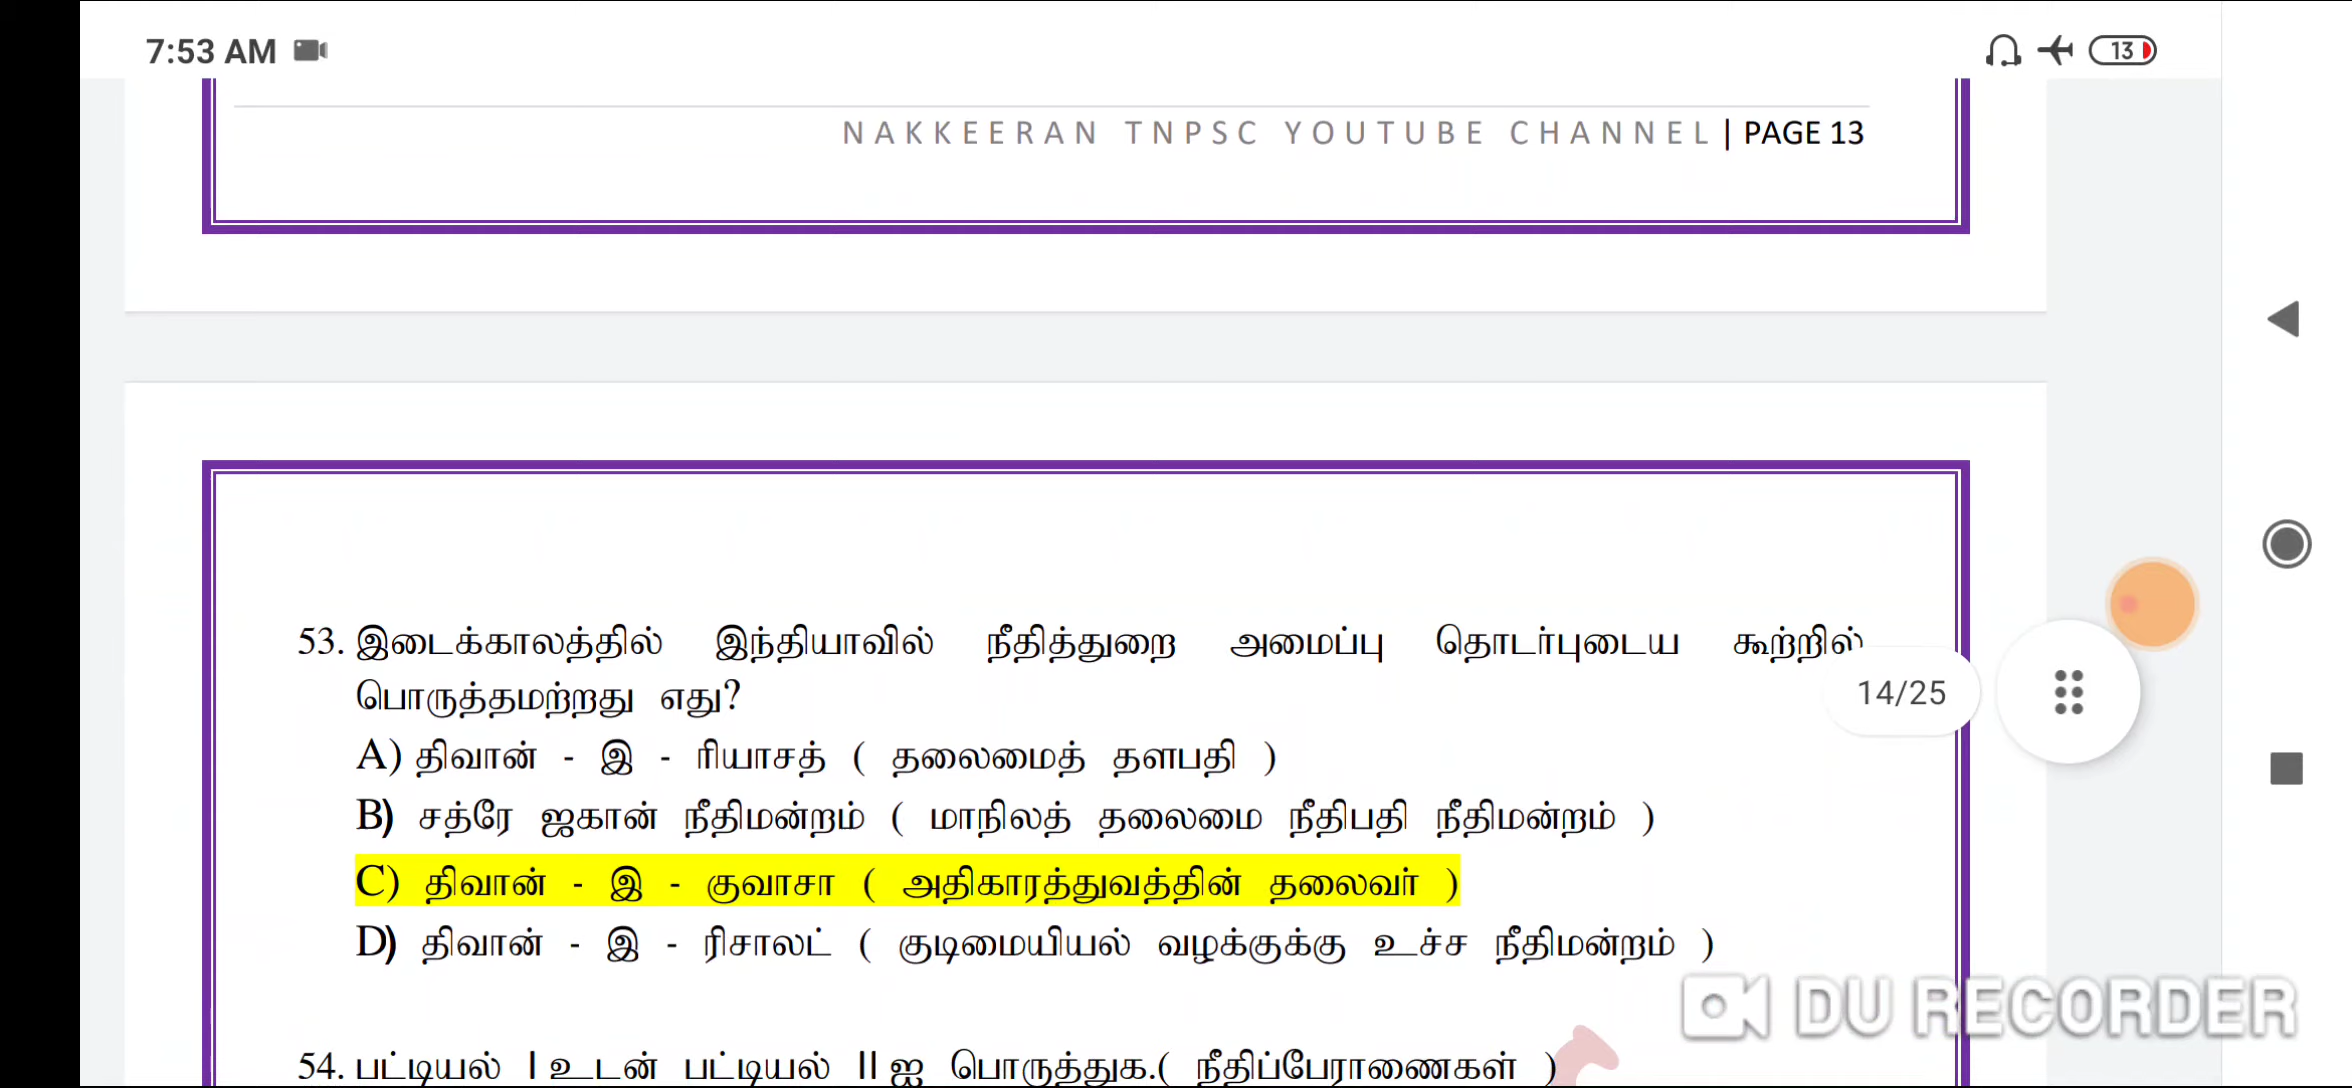 7:53 AM
13
NAKKEERAN TNPSC YOUTUBE CHANNEL | PAGE 13
53. இடைக்காலத்தில் இந்தியாவில் நீதித்துறை அமைப்பு தொடர்புடைய கூற்றில்
பொருத்தமற்றது எது?
14/25
A) திவான் - இ - ரியாசத் ( தலைமைத் தளபதி )
B) சத்ரே ஜகான் நீதிமன்றம் ( மாநிலத் தலைமை நீதிபதி நீதிமன்றம் )
C) திவான் - இ - குவாசா ( அதிகாரத்துவத்தின் தலைவர் )
D) திவான் - இ - ரிசாலட் ( குடிமையியல் வழக்குக்கு உச்ச நீதிமன்றம் )
DU RECORDER
54. பட்டியல் I உடன் பட்டியல் II ஐ பொருத்துக.( நீதிப்பேராணைகள் )